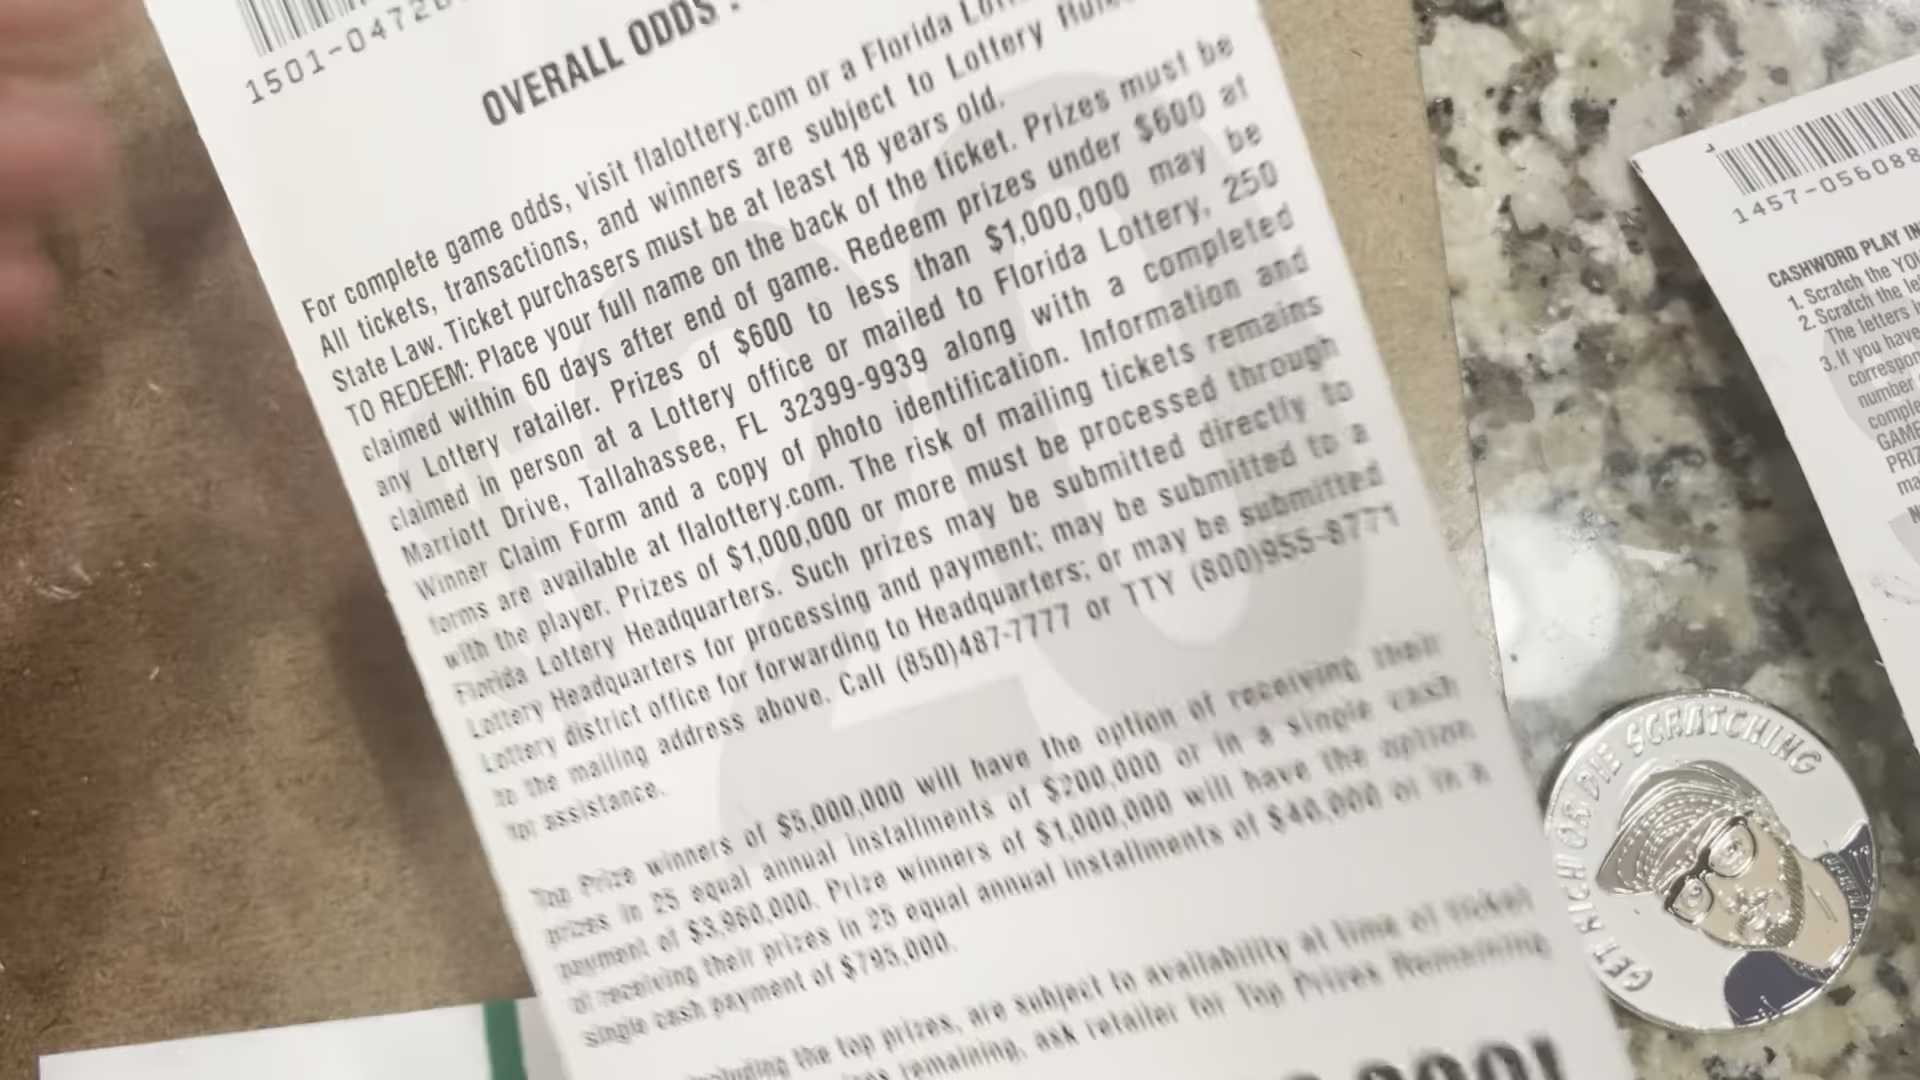 1501-0472
OVERALL ODDS :
For complete game odds, visit flalottery.com or a Florida
All tickets, transactions, and winners are subject to Lottery
State Law. Ticket purchasers must be at least 18 years old.
TO REDEEM: Place your full name on the back of the ticket. Prizes must be
claimed within 60 days after end of game. Redeem prizes under $600 at
any Lottery retailer. Prizes of $600 to less than $1,000,000 may be
claimed in person at a Lottery office or mailed to Florida Lottery, 250
Marriott Drive, Tallahassee, FL 32399-9939 along with a completed
Winner Claim Form and a copy of photo identification. Information and
forms are available at flalottery.com. The risk of mailing tickets remains
with the player. Prizes of $1,000,000 or more must be processed through
Florida Lottery Headquarters. Such prizes may be submitted directly to
Lottery Headquarters for processing and payment; may be submitted to a
Lottery district office for forwarding to Headquarters; or may be submitted
to the mailing address above. Call (850)487-7777 or TTY (800)955-8771
for assistance.
Top Prize winners of $5,000,000 will have the option of receiving their
prizes in 25 equal annual installments of $200,000 or in a single cash
payment of $3,960,000. Prize winners of $1,000,000 will have the option
of receiving their prizes in 25 equal annual installments of $40,000 or in a
single cash payment of $795,000.
including the top prizes, are subject to availability at time of ticket
remaining, ask retailer for Top Prizes Remaining
20
1457-056088
CASHWORD PLAY IN
1. Scratch the YOU
2. Scratch the le
The letters
3. If you have
correspon
number
comple
GAME
PRIZ
ma
GET RICH OR DIE SCRATCHING